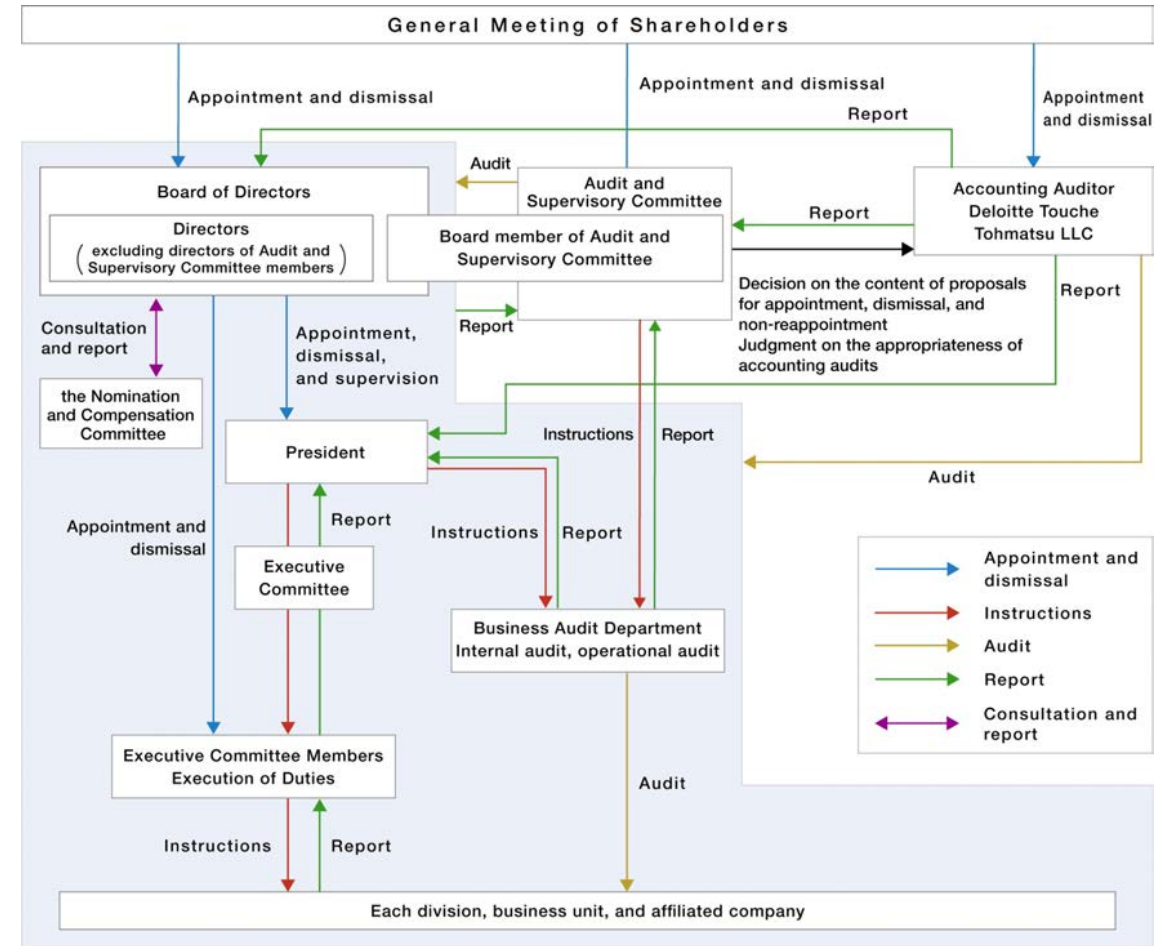 General Meeting of Shareholders
Appointment and dismissal
Appointment and dismissal
Appointment
and dismissal
Report
Audit
Board of Directors
Directors
( excluding directors of Audit and
Supervisory Committee members )
Audit and
Supervisory Committee
Board member of Audit and
Supervisory Committee
Report
Accounting Auditor
Deloitte Touche
Tohmatsu LLC
Decision on the content of proposals
for appointment, dismissal, and
non-reappointment
Judgment on the appropriateness of
accounting audits
Report
Report
Consultation
and report
Appointment,
dismissal,
and supervision
the Nomination
and Compensation
Committee
President
Instructions
Report
Audit
Appointment and
dismissal
Report
Instructions
Report
Executive
Committee
Business Audit Department
Internal audit, operational audit
Appointment and
dismissal
Instructions
Audit
Report
Consultation and
report
Executive Committee Members
Execution of Duties
Audit
Instructions
Report
Each division, business unit, and affiliated company